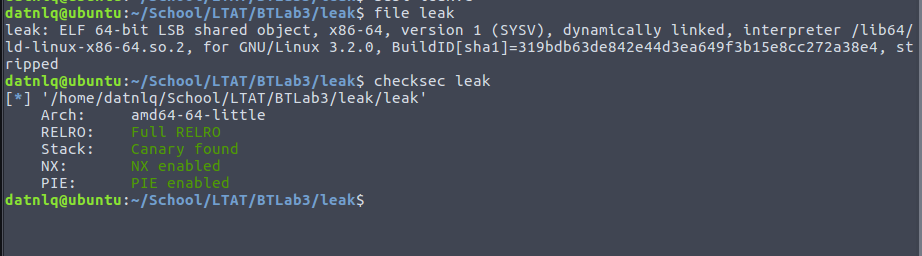 datnlq@ubuntu:~/School/LTAT/BTLab3/leak$ file leak
leak: ELF 64-bit LSB shared object, x86-64, version 1 (SYSV), dynamically linked, interpreter /lib64/
ld-linux-x86-64.so.2, for GNU/Linux 3.2.0, BuildID[sha1]=319bdb63de842e44d3ea649f3b15e8cc272a38e4, st
ripped
datnlq@ubuntu:~/School/LTAT/BTLab3/leak$ checksec leak
[*] '/home/datnlq/School/LTAT/BTLab3/leak/leak'
    Arch:     amd64-64-little
    RELRO:    Full RELRO
    Stack:    Canary found
    NX:       NX enabled
    PIE:      PIE enabled
datnlq@ubuntu:~/School/LTAT/BTLab3/leak$